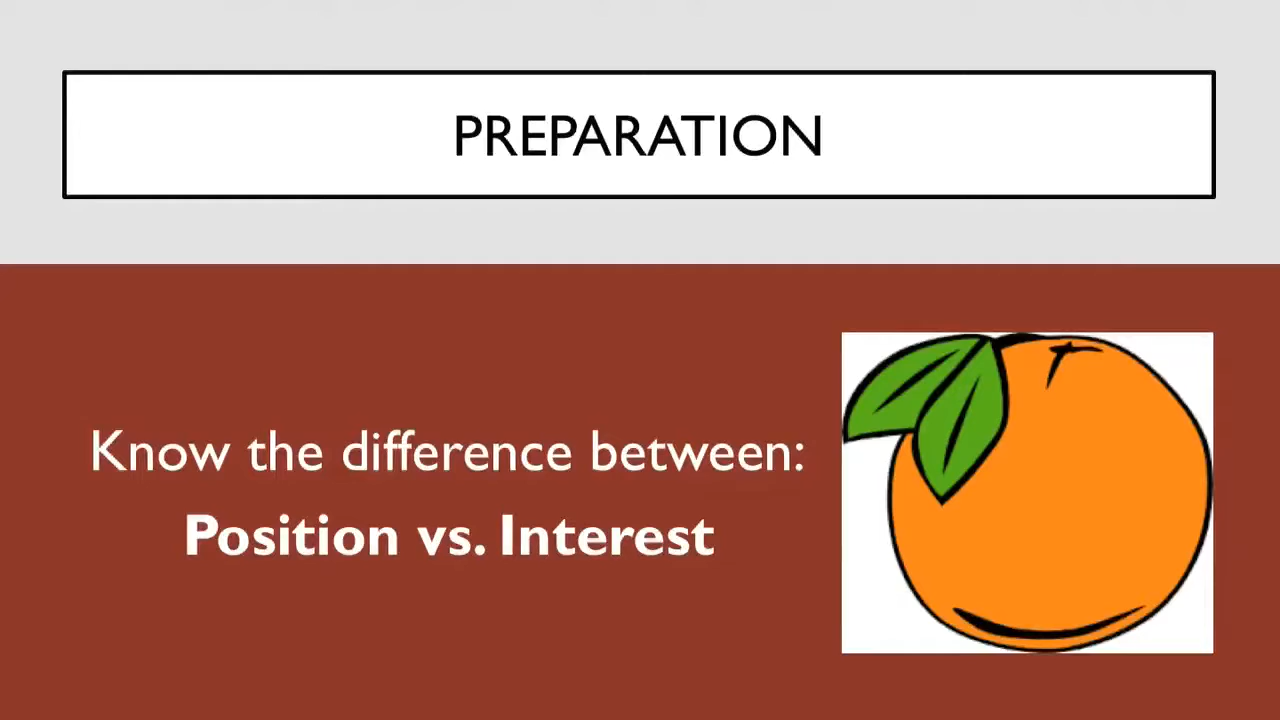 PREPARATION
Know the difference between:
Position vs. Interest